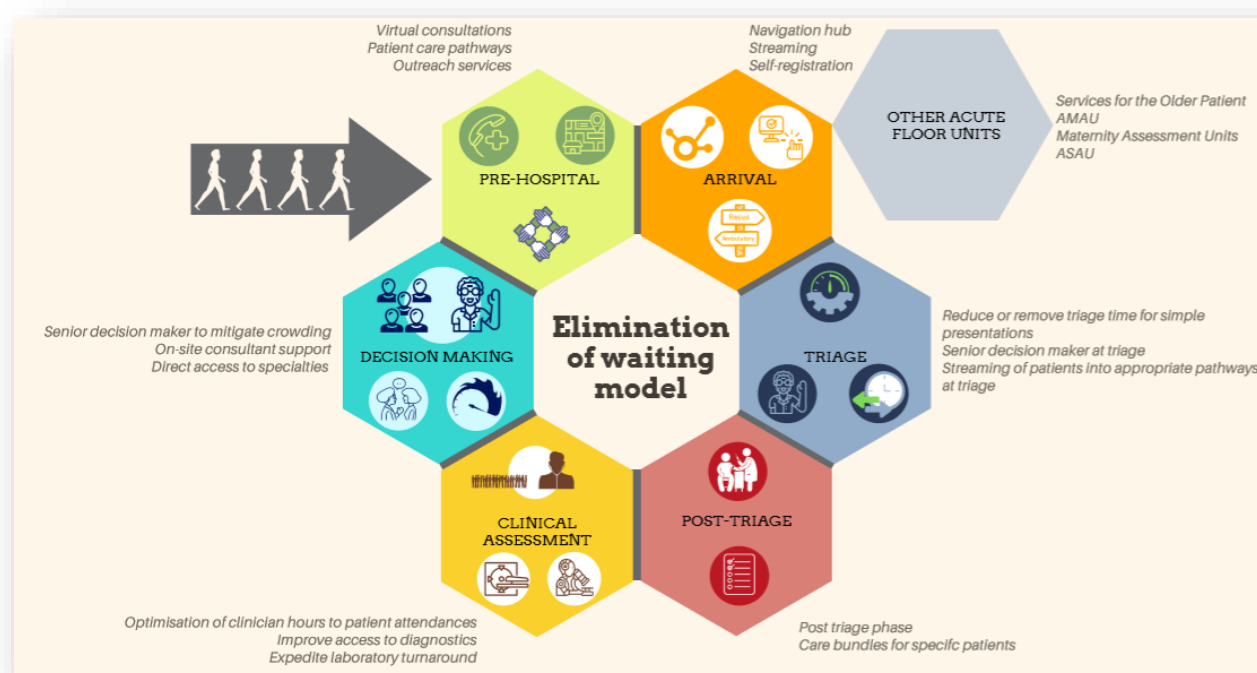 Virtual consultations
Patient care pathways
Outreach services
Navigation hub
Streaming
Self-registration
OTHER ACUTE
FLOOR UNITS
Services for the Older Patient
AMAU
Maternity Assessment Units
ASAU
PRE-HOSPITAL
ARRIVAL
Resus
Ambulatory
Senior decision maker to mitigate crowding
On-site consultant support
Direct access to specialties
DECISION MAKING
Elimination
of waiting
model
TRIAGE
Reduce or remove triage time for simple
presentations
Senior decision maker at triage
Streaming of patients into appropriate pathways
at triage
CLINICAL
ASSESSMENT
POST-TRIAGE
Optimisation of clinician hours to patient attendances
Improve access to diagnostics
Expedite laboratory turnaround
Post triage phase
Care bundles for specifc patients